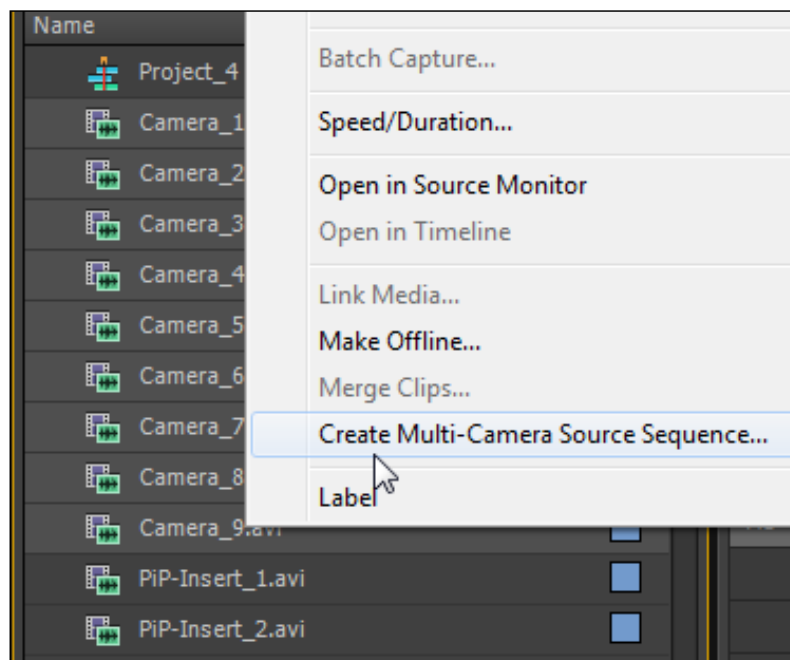 Name
Project_4
Camera_1
Camera_2
Camera_3
Camera_4
Camera_5
Camera_6
Camera_7
Camera_8
Camera_9.avi
PiP-Insert_1.avi
PiP-Insert_2.avi
Batch Capture...
Speed/Duration...
Open in Source Monitor
Open in Timeline
Link Media...
Make Offline...
Merge Clips...
Create Multi-Camera Source Sequence...
Label